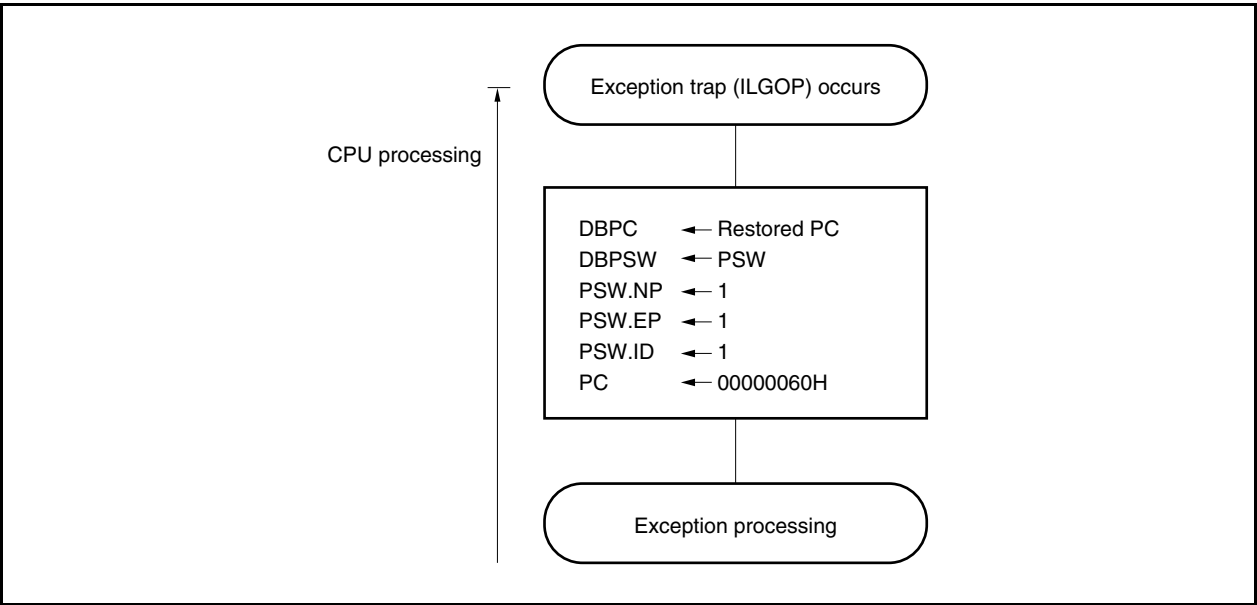 Exception trap (ILGOP) occurs
CPU processing
DBPC ← Restored PC
DBPSW ← PSW
PSW.NP ← 1
PSW.EP ← 1
PSW.ID ← 1
PC ← 00000060H
Exception processing